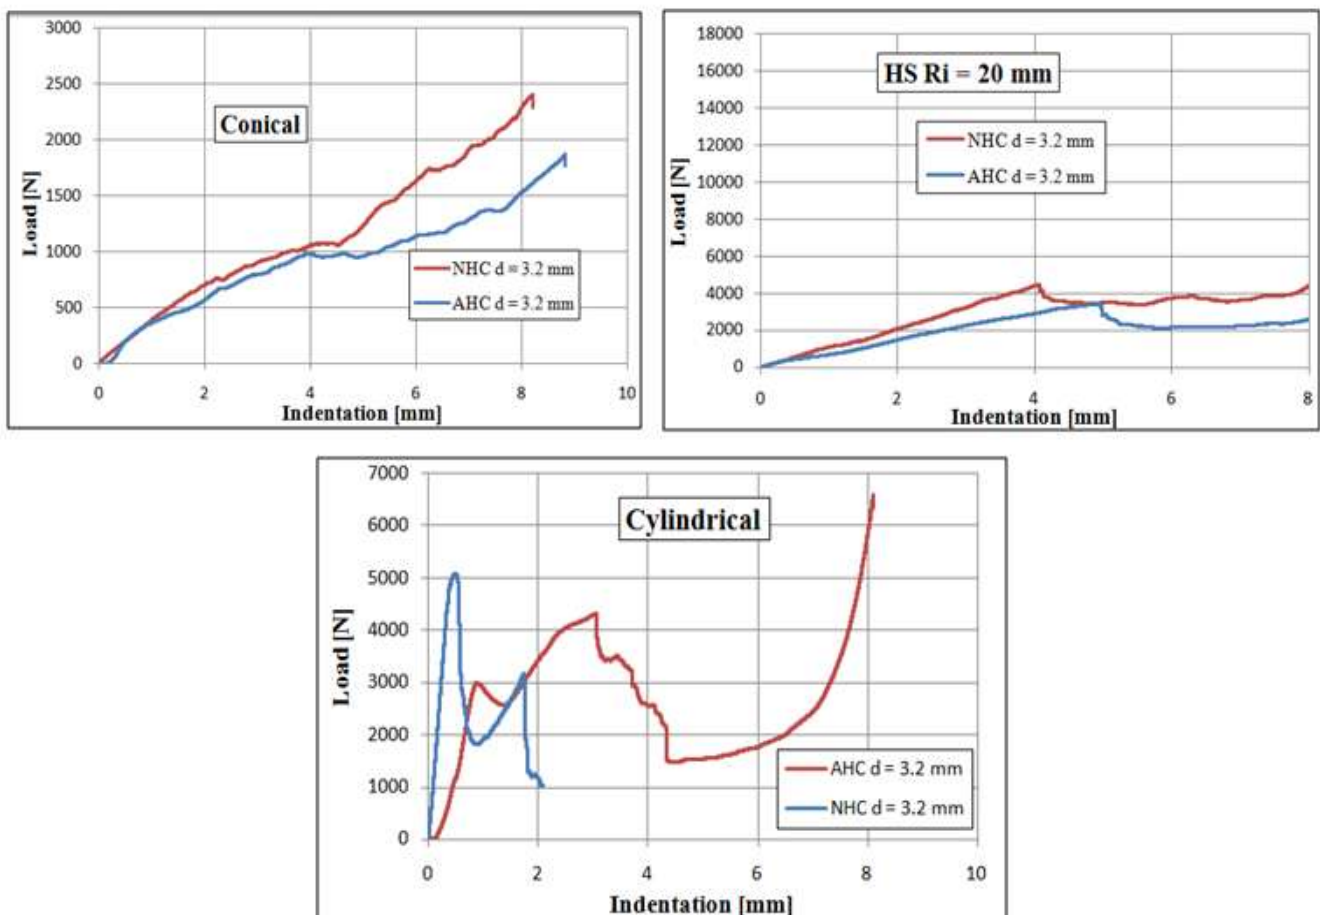 3000
2500
2000
1500
1000
500
0
Load [N]
Conical
NHC d = 3.2 mm
AHC d = 3.2 mm
0 2 4 6 8 10
Indentation [mm]
18000
16000
14000
12000
10000
8000
6000
4000
2000
0
Load [N]
HS Ri = 20 mm
NHC d = 3.2 mm
AHC d = 3.2 mm
0 2 4 6 8
Indentation [mm]
7000
6000
5000
4000
3000
2000
1000
0
Load [N]
Cylindrical
AHC d = 3.2 mm
NHC d = 3.2 mm
0 2 4 6 8 10
Indentation [mm]